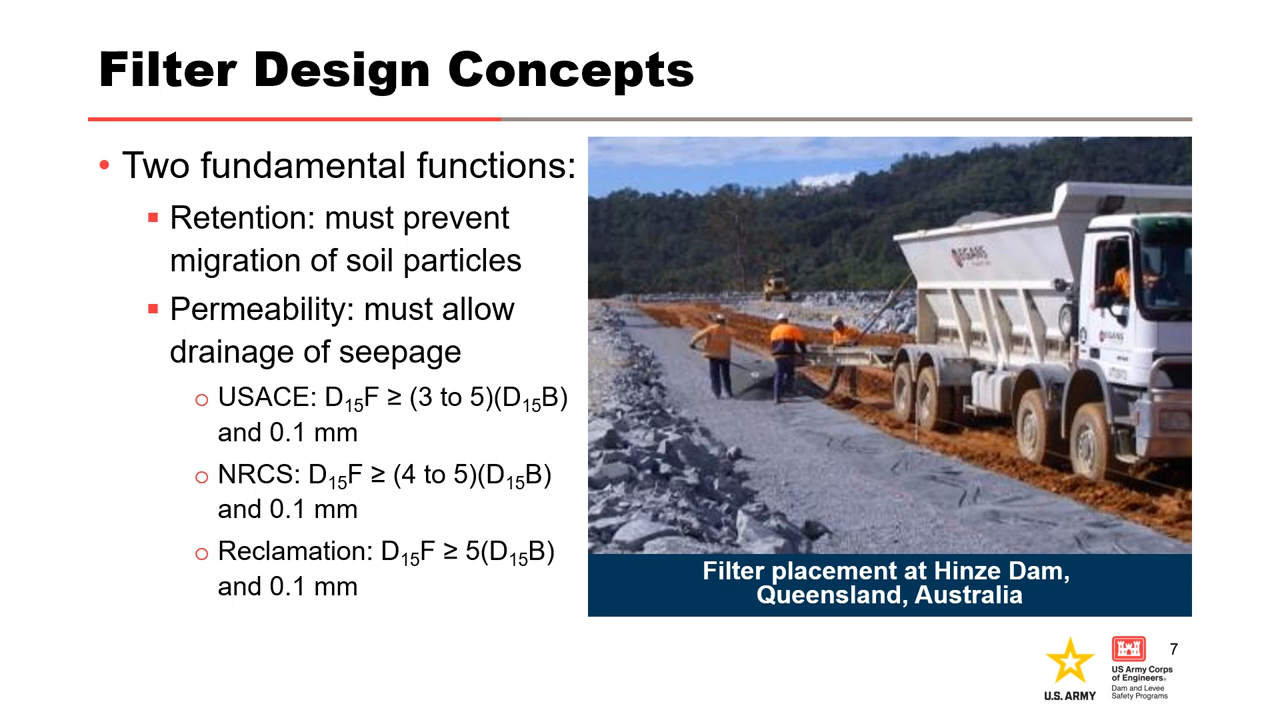 Filter Design Concepts
• Two fundamental functions:
▪ Retention: must prevent
migration of soil particles
▪ Permeability: must allow
drainage of seepage
o USACE: D₁₅F ≥ (3 to 5)(D₁₅B)
and 0.1 mm
o NRCS: D₁₅F ≥ (4 to 5)(D₁₅B)
and 0.1 mm
o Reclamation: D₁₅F ≥ 5(D₁₅B)
and 0.1 mm
Filter placement at Hinze Dam,
Queensland, Australia
U.S. ARMY
US Army Corps
of Engineers®
Dam and Levee
Safety Programs
7